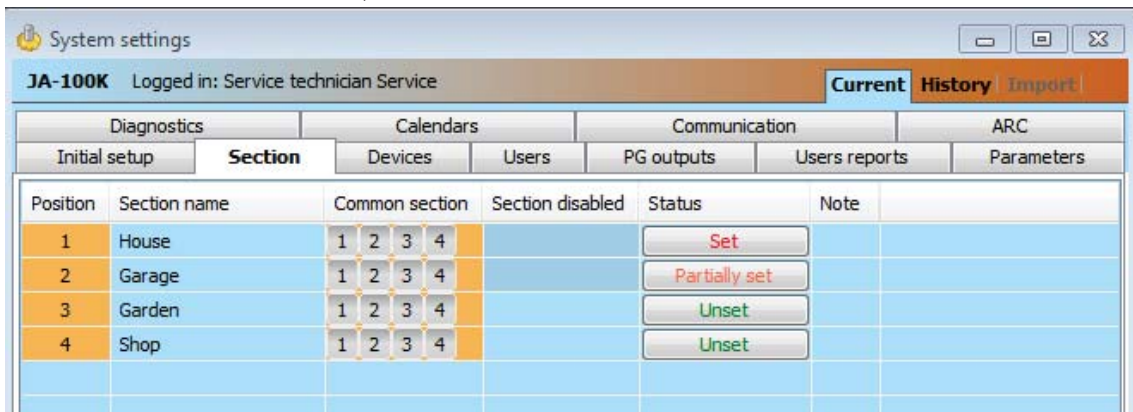 System settings
JA-100K Logged in: Service technician Service Current History Import
Diagnostics Calendars Communication ARC
Initial setup Section Devices Users PG outputs Users reports Parameters
Position Section name Common section Section disabled Status Note
1 House 1 2 3 4 Set
2 Garage 1 2 3 4 Partially set
3 Garden 1 2 3 4 Unset
4 Shop 1 2 3 4 Unset